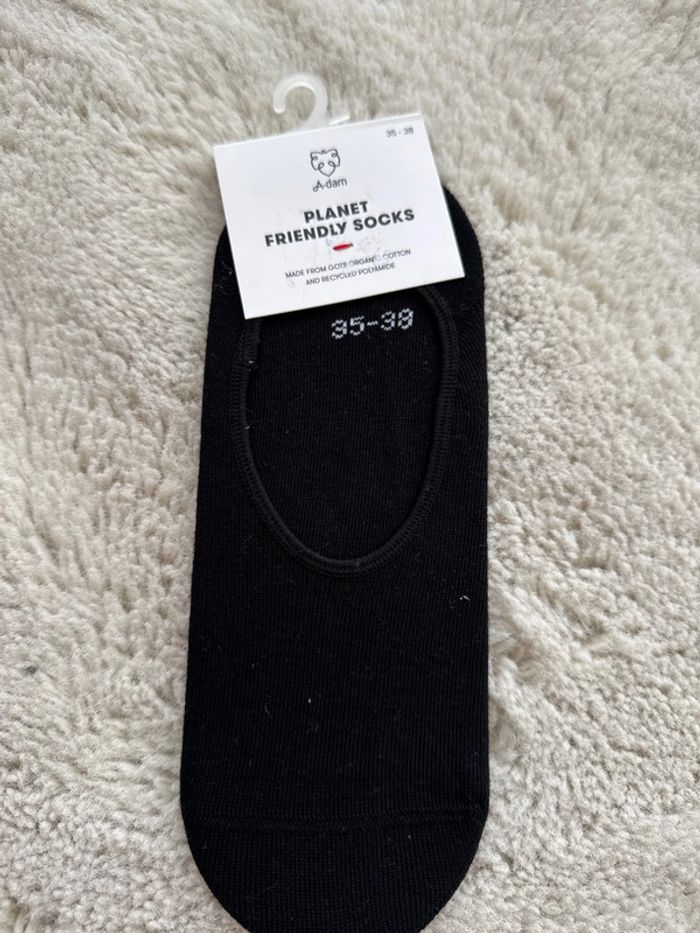 35 - 38
A-dam
PLANET
FRIENDLY SOCKS
MADE FROM GOTS ORGANIC COTTON
AND RECYCLED POLYAMIDE
35-38